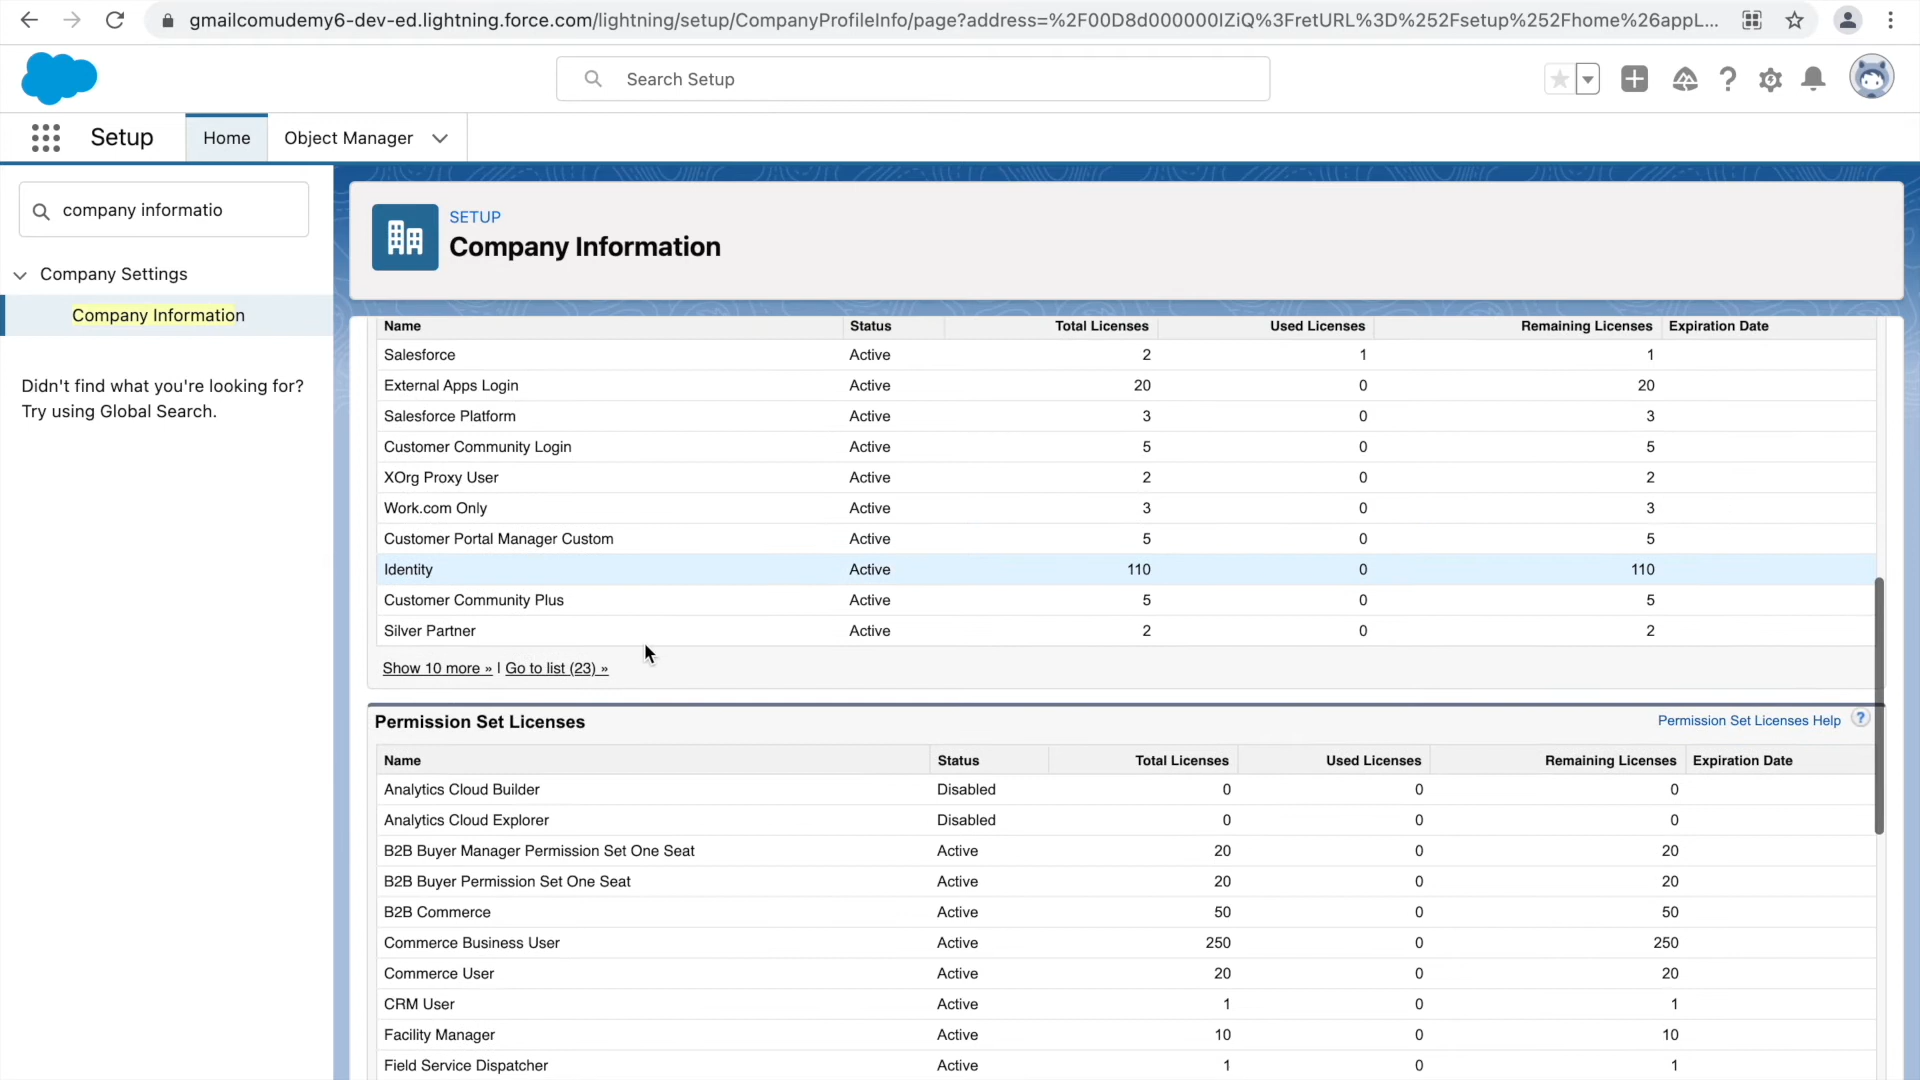 gmailcomudemy6-dev-ed.lightning.force.com/lightning/setup/CompanyProfileInfo/page?address=%2F00D8d000000IZiQ%3FretURL%3D%252Fsetup%252Fhome%26appL...
Search Setup
Setup Home Object Manager
company informatio
Company Settings
Company Information
Didn't find what you're looking for?
Try using Global Search.
SETUP
Company Information
Name Status Total Licenses Used Licenses Remaining Licenses Expiration Date
Salesforce Active 2 1 1
External Apps Login Active 20 0 20
Salesforce Platform Active 3 0 3
Customer Community Login Active 5 0 5
XOrg Proxy User Active 2 0 2
Work.com Only Active 3 0 3
Customer Portal Manager Custom Active 5 0 5
Identity Active 110 0 110
Customer Community Plus Active 5 0 5
Silver Partner Active 2 0 2
Show 10 more » | Go to list (23) »
Permission Set Licenses Permission Set Licenses Help ?
Name Status Total Licenses Used Licenses Remaining Licenses Expiration Date
Analytics Cloud Builder Disabled 0 0 0
Analytics Cloud Explorer Disabled 0 0 0
B2B Buyer Manager Permission Set One Seat Active 20 0 20
B2B Buyer Permission Set One Seat Active 20 0 20
B2B Commerce Active 50 0 50
Commerce Business User Active 250 0 250
Commerce User Active 20 0 20
CRM User Active 1 0 1
Facility Manager Active 10 0 10
Field Service Dispatcher Active 1 0 1